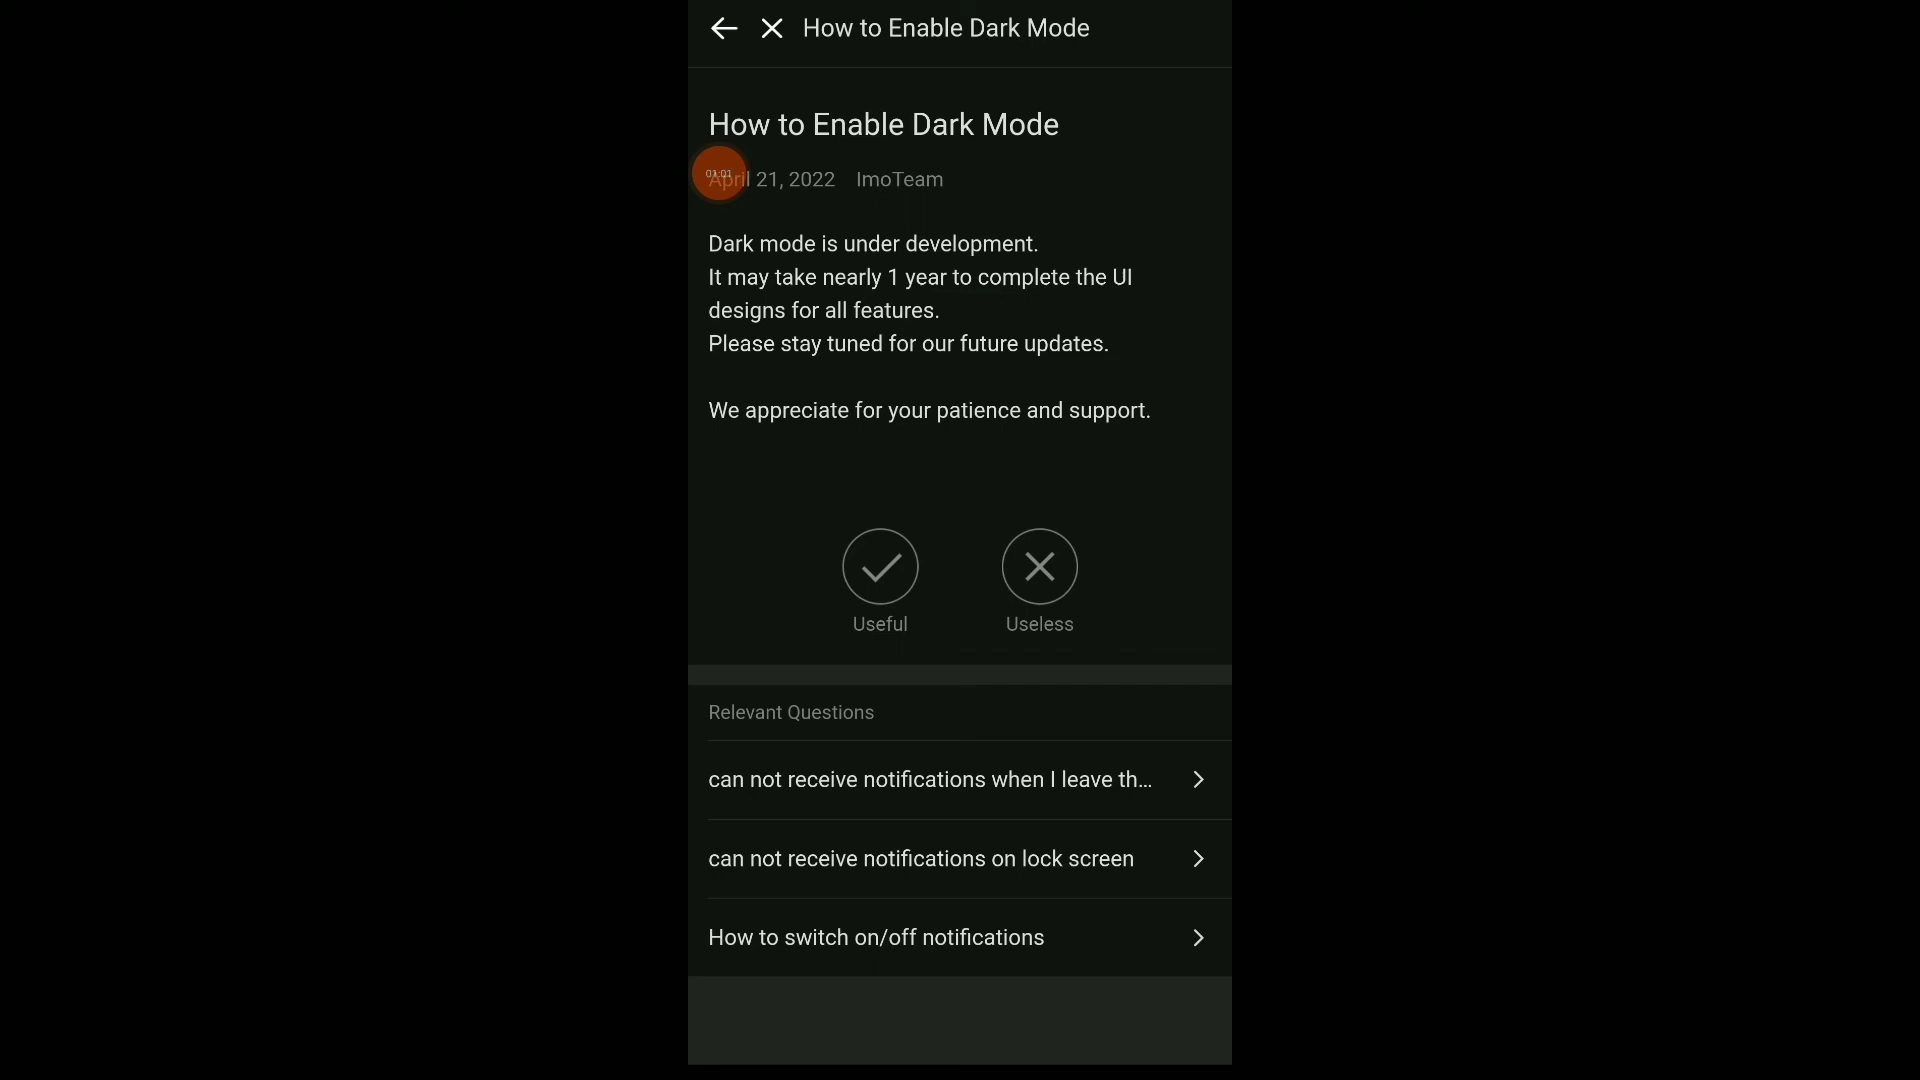 How to Enable Dark Mode
How to Enable Dark Mode
01:01
April 21, 2022 ImoTeam
Dark mode is under development.
It may take nearly 1 year to complete the UI
designs for all features.
Please stay tuned for our future updates.
We appreciate for your patience and support.
Useful Useless
Relevant Questions
can not receive notifications when I leave th...
can not receive notifications on lock screen
How to switch on/off notifications